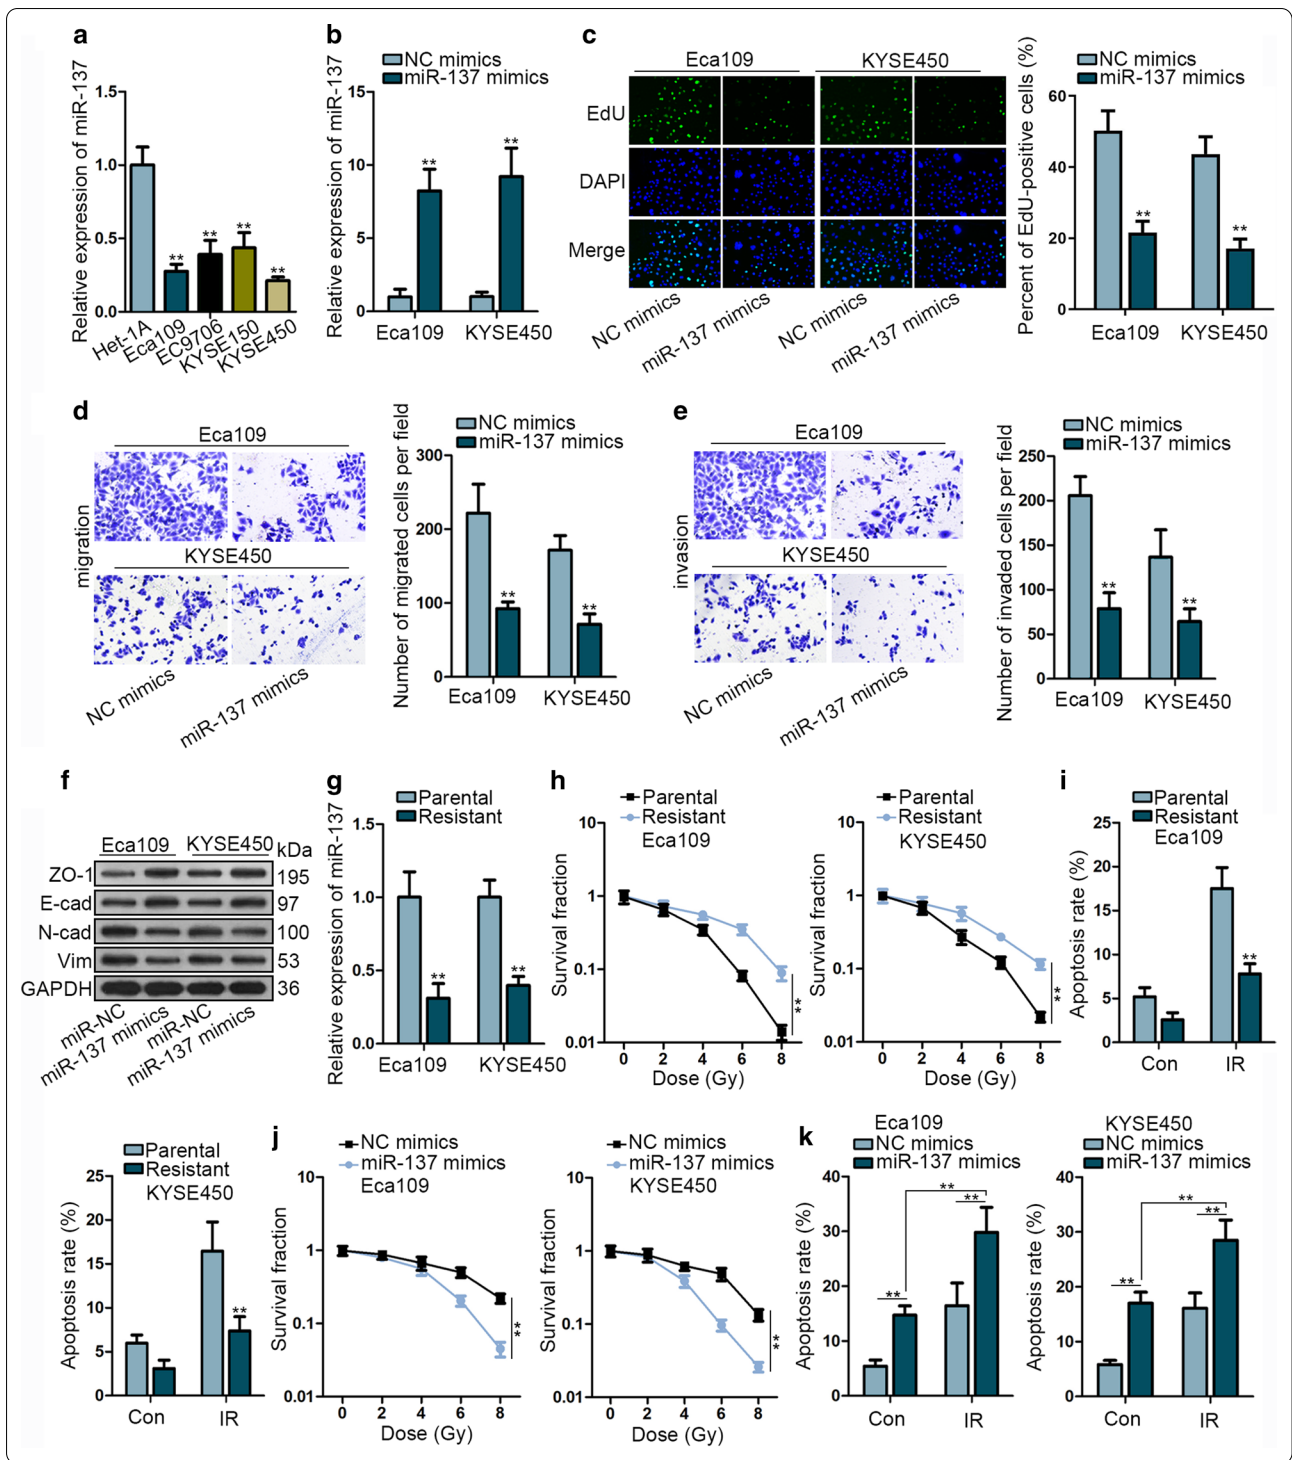 a
Relative expression of miR-137
1.5
1.0
0.5
0.0
**
**
**
**
Het-1A
Eca109
EC9706
KYSE150
KYSE450
b
NC mimics
miR-137 mimics
Relative expression of miR-137
15
10
5
0
**
**
Eca109
KYSE450
c
Eca109
KYSE450
EdU
DAPI
Merge
NC mimics
miR-137 mimics
NC mimics
miR-137 mimics
NC mimics
miR-137 mimics
Percent of EdU-positive cells (%)
60
40
20
0
**
**
Eca109
KYSE450
d
Eca109
migration
KYSE450
NC mimics
miR-137 mimics
NC mimics
miR-137 mimics
Number of migrated cells per field
300
200
100
0
**
**
Eca109
KYSE450
e
Eca109
invasion
KYSE450
NC mimics
miR-137 mimics
NC mimics
miR-137 mimics
Number of invaded cells per field
250
200
150
100
50
0
**
**
Eca109
KYSE450
f
Eca109
KYSE450
kDa
ZO-1
195
E-cad
97
N-cad
100
Vim
53
GAPDH
36
miR-NC
miR-137 mimics
miR-NC
miR-137 mimics
g
Parental
Resistant
Relative expression of miR-137
1.5
1.0
0.5
0.0
**
**
Eca109
KYSE450
h
Parental
Resistant
Eca109
Survival fraction
10
1
0.1
0.01
**
0
2
4
6
8
Dose (Gy)
Parental
Resistant
KYSE450
Survival fraction
10
1
0.1
0.01
**
0
2
4
6
8
Dose (Gy)
i
Parental
Resistant
Eca109
Apoptosis rate (%)
25
20
15
10
5
0
**
Con
IR
Parental
Resistant
KYSE450
Apoptosis rate (%)
25
20
15
10
5
0
**
Con
IR
j
NC mimics
miR-137 mimics
Eca109
Survival fraction
10
1
0.1
0.01
**
0
2
4
6
8
Dose (Gy)
NC mimics
miR-137 mimics
KYSE450
Survival fraction
10
1
0.1
0.01
**
0
2
4
6
8
Dose (Gy)
k
Eca109
NC mimics
miR-137 mimics
Apoptosis rate (%)
40
30
20
10
0
**
**
**
Con
IR
KYSE450
NC mimics
miR-137 mimics
Apoptosis rate (%)
40
30
20
10
0
**
**
**
Con
IR